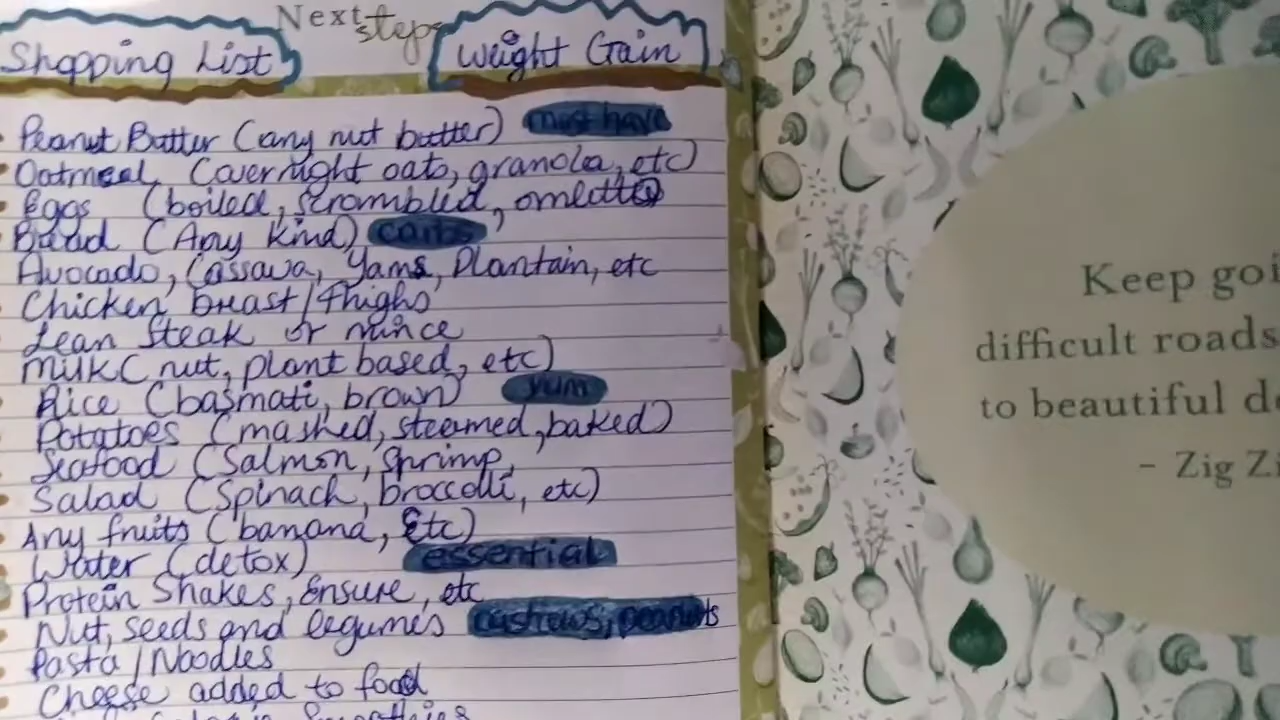 Next
steps
Shopping List
Weight Gain
Peanut Butter (any nut butter) must have
Oatmeal (overnight oats, granola, etc)
Eggs (boiled, scrambled, omlette)
Bread (Any Kind) carbs
Avocado, Cassava, Yams, Plantain, etc
Chicken breast/Thighs
Lean Steak or mince
Milk (nut, plant based, etc)
Rice (basmati, brown) yum
Potatoes (mashed, steamed, baked)
Seafood (Salmon, Shrimp,
Salad (Spinach, broccolli, etc)
Any fruits (banana, Etc)
Water (detox) essential
Protein Shakes, Ensure, etc
Nut, seeds and legumes cashews, peanuts
Pasta/Noodles
Cheese added to food
Smoothies
Keep goi
difficult roads
to beautiful d
- Zig Zi